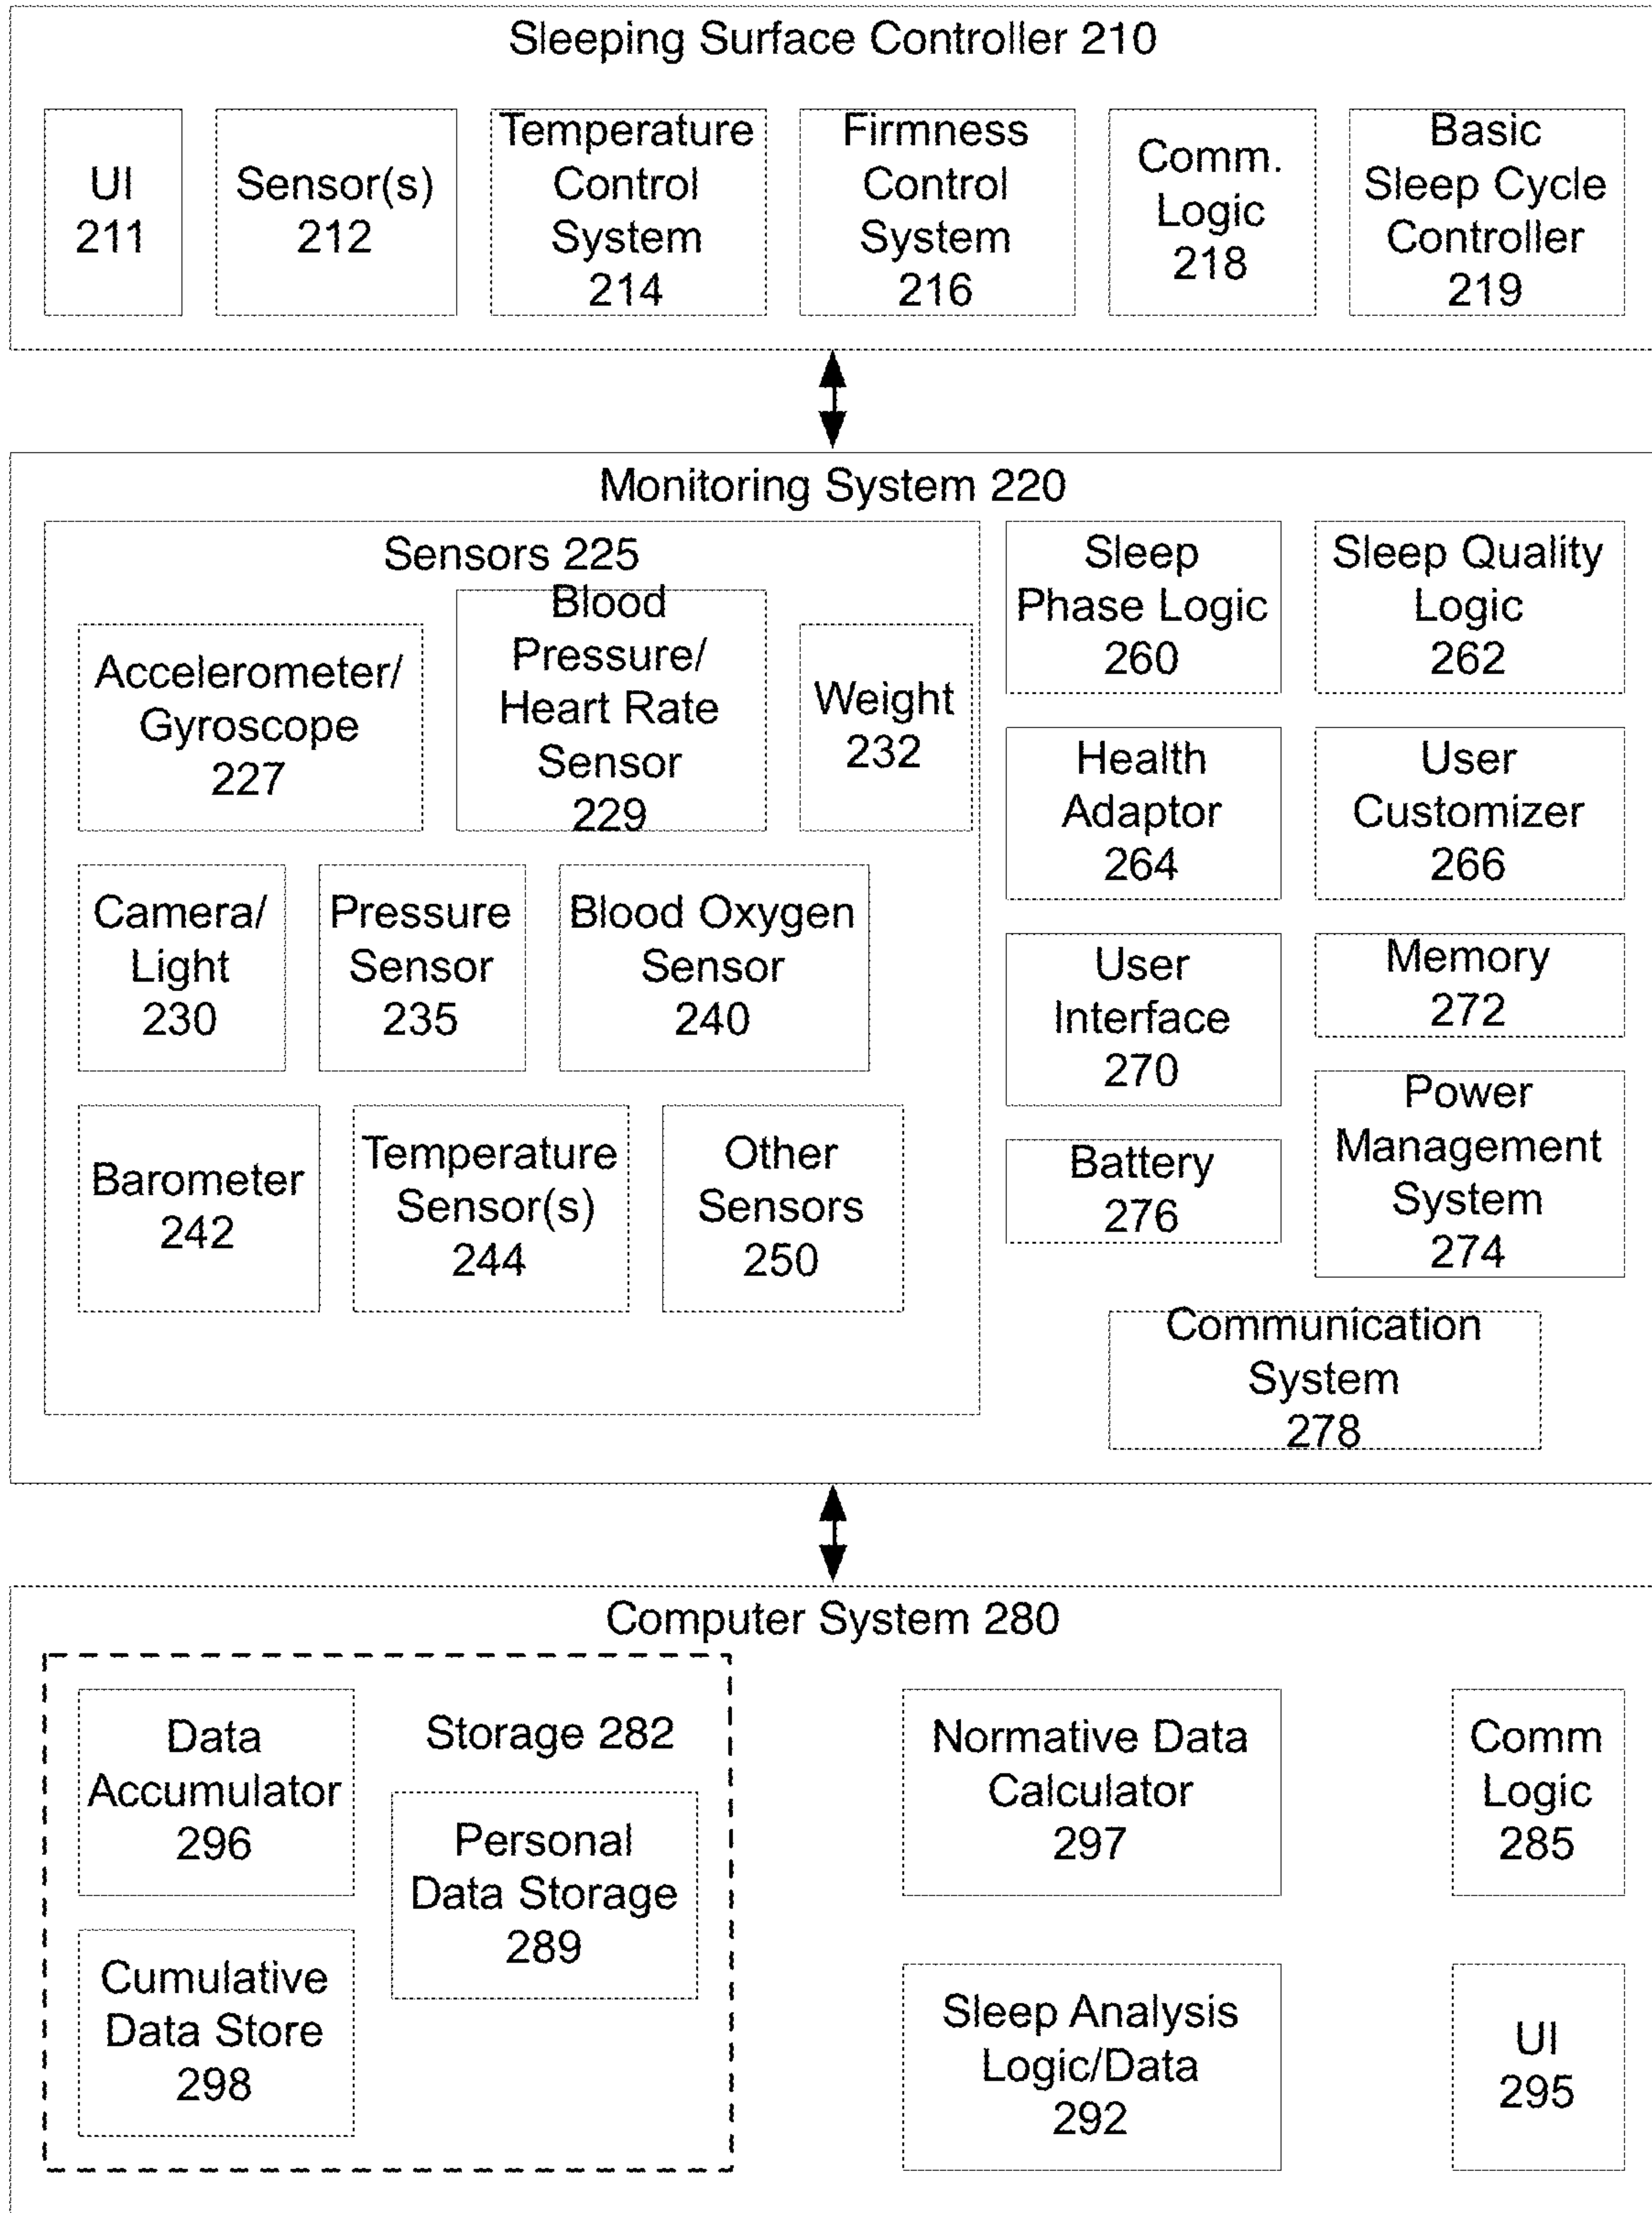 Sleeping Surface Controller 210
UI
211
Sensor(s)
212
Temperature
Control
System
214
Firmness
Control
System
216
Comm.
Logic
218
Basic
Sleep Cycle
Controller
219
Monitoring System 220
Sensors 225
Accelerometer/
Gyroscope
227
Blood
Pressure/
Heart Rate
Sensor
229
Weight
232
Camera/
Light
230
Pressure
Sensor
235
Blood Oxygen
Sensor
240
Barometer
242
Temperature
Sensor(s)
244
Other
Sensors
250
Sleep
Phase Logic
260
Sleep Quality
Logic
262
Health
Adaptor
264
User
Customizer
266
User
Interface
270
Memory
272
Battery
276
Power
Management
System
274
Communication
System
278
Computer System 280
Data
Accumulator
296
Storage 282
Personal
Data Storage
289
Cumulative
Data Store
298
Normative Data
Calculator
297
Comm
Logic
285
Sleep Analysis
Logic/Data
292
UI
295